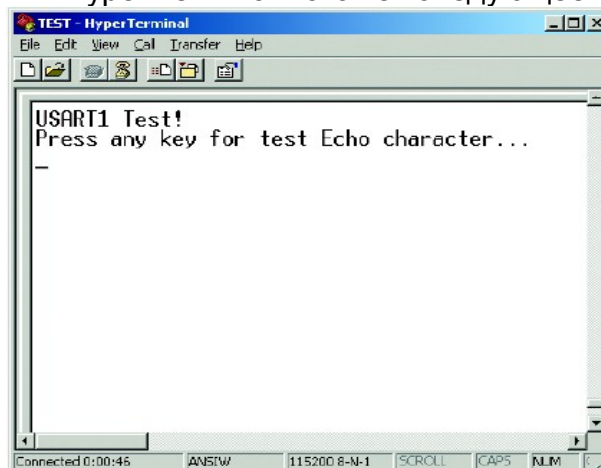 TEST - HyperTerminal
File Edit View Call Transfer Help
USART1 Test!
Press any key for test Echo character...
Connected 0:00:46 ANSIW 115200 8-N-1 SCROLL CAPS NUM